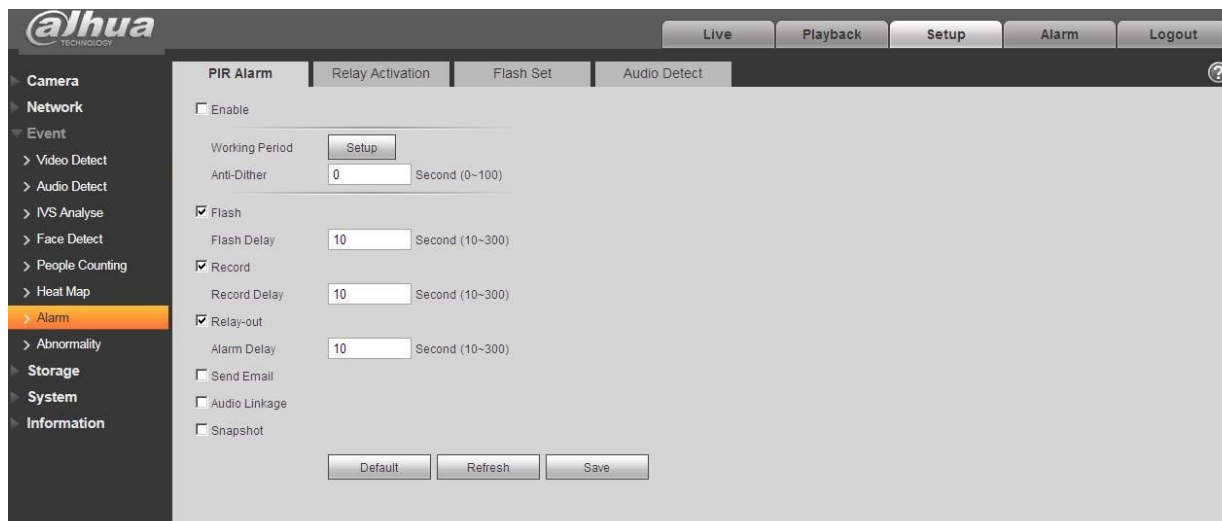 alhua
TECHNOLOGY
Live Playback Setup Alarm Logout
Camera
Network
Event
> Video Detect
> Audio Detect
> IVS Analyse
> Face Detect
> People Counting
> Heat Map
> Alarm
> Abnormality
Storage
System
Information
PIR Alarm Relay Activation Flash Set Audio Detect
?
Enable
Working Period Setup
Anti-Dither 0 Second (0~100)
Flash
Flash Delay 10 Second (10~300)
Record
Record Delay 10 Second (10~300)
Relay-out
Alarm Delay 10 Second (10~300)
Send Email
Audio Linkage
Snapshot
Default Refresh Save